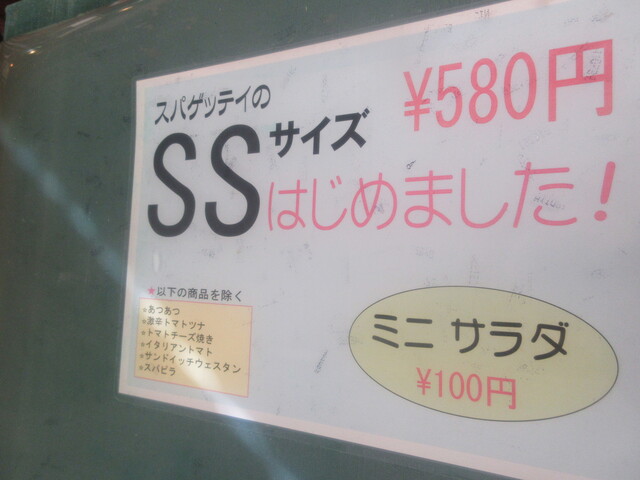 スパゲッテイの
¥580円
SSサイズ
はじめました!
★以下の商品を除く
★あつあつ
★激辛トマトツナ
★トマトチーズ焼き
★イタリアントマト
★サンドイッチウェスタン
★スパピラ
ミニ サラダ
¥100円